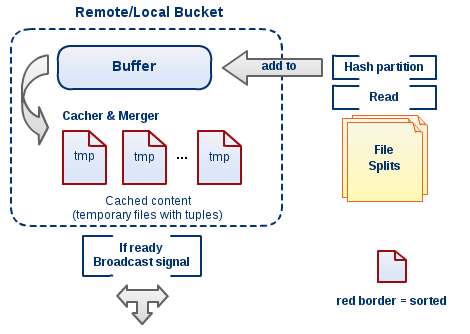 Remote/Local Bucket
Buffer
add to
Hash partition
Read
Cacher & Merger
tmp
tmp
...
tmp
File
Splits
Cached content
(temporary files with tuples)
If ready
Broadcast signal
red border = sorted